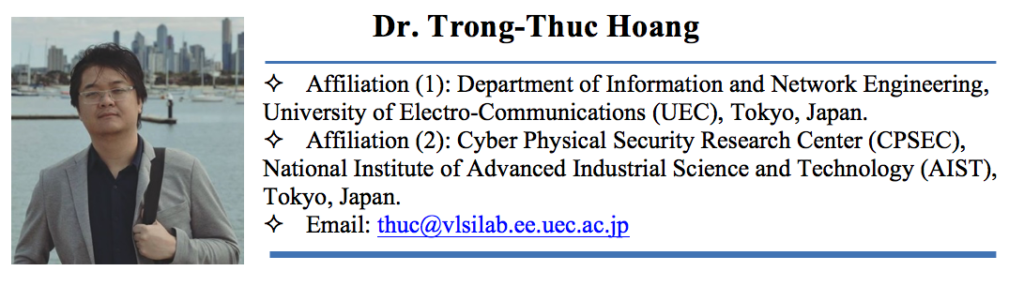 Dr. Trong-Thuc Hoang
✧ Affiliation (1): Department of Information and Network Engineering,
University of Electro-Communications (UEC), Tokyo, Japan.
✧ Affiliation (2): Cyber Physical Security Research Center (CPSEC),
National Institute of Advanced Industrial Science and Technology (AIST),
Tokyo, Japan.
✧ Email: thuc@vlsilab.ee.uec.ac.jp